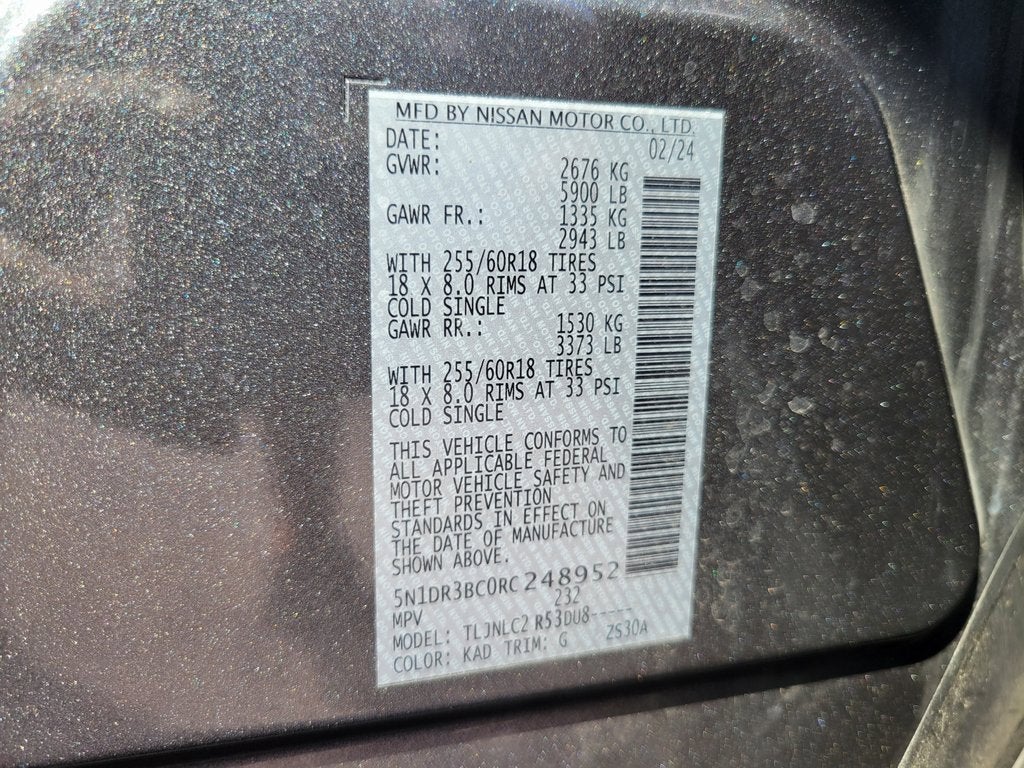 MFD BY NISSAN MOTOR CO., LTD.
DATE: 02/24
GVWR: 2676 KG
5900 LB
GAWR FR.: 1335 KG
2943 LB
WITH 255/60R18 TIRES
18 X 8.0 RIMS AT 33 PSI
COLD SINGLE
GAWR RR.: 1530 KG
3373 LB
WITH 255/60R18 TIRES
18 X 8.0 RIMS AT 33 PSI
COLD SINGLE
THIS VEHICLE CONFORMS TO
ALL APPLICABLE FEDERAL
MOTOR VEHICLE SAFETY AND
THEFT PREVENTION
STANDARDS IN EFFECT ON
THE DATE OF MANUFACTURE
SHOWN ABOVE.
5N1DR3BC0RC 248952
MPV 232
MODEL: TLJNLC2 R53DU8-----
COLOR: KAD TRIM: G ZS30A